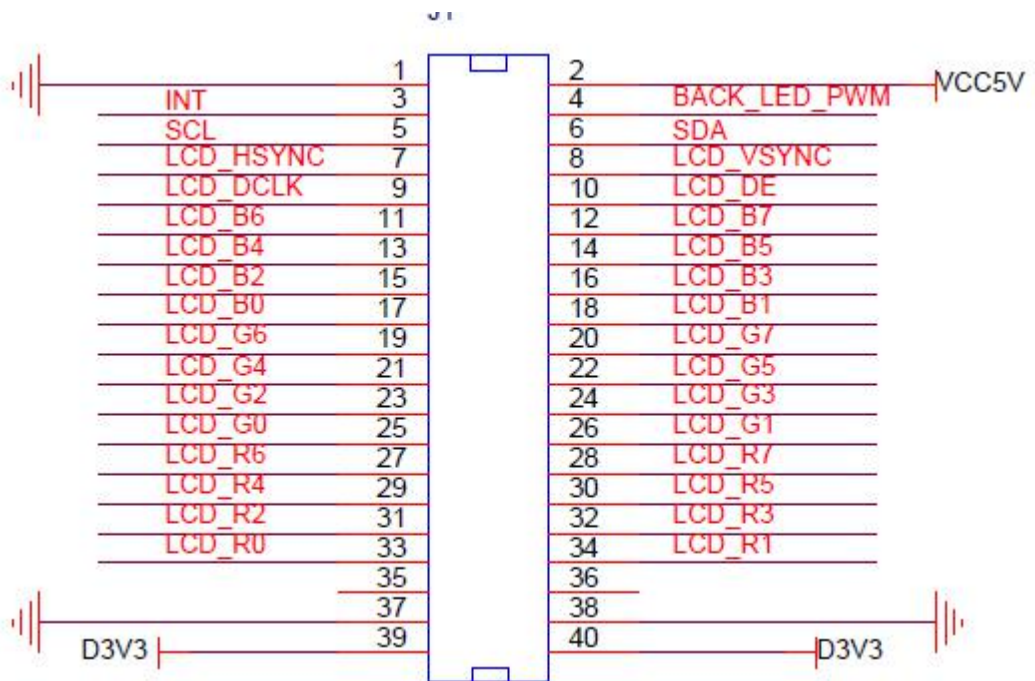 J1
1 2 VCC5V
INT 3 4 BACK_LED_PWM
SCL 5 6 SDA
LCD_HSYNC 7 8 LCD_VSYNC
LCD_DCLK 9 10 LCD_DE
LCD_B6 11 12 LCD_B7
LCD_B4 13 14 LCD_B5
LCD_B2 15 16 LCD_B3
LCD_B0 17 18 LCD_B1
LCD_G6 19 20 LCD_G7
LCD_G4 21 22 LCD_G5
LCD_G2 23 24 LCD_G3
LCD_G0 25 26 LCD_G1
LCD_R6 27 28 LCD_R7
LCD_R4 29 30 LCD_R5
LCD_R2 31 32 LCD_R3
LCD_R0 33 34 LCD_R1
35 36
37 38
D3V3 39 40 D3V3